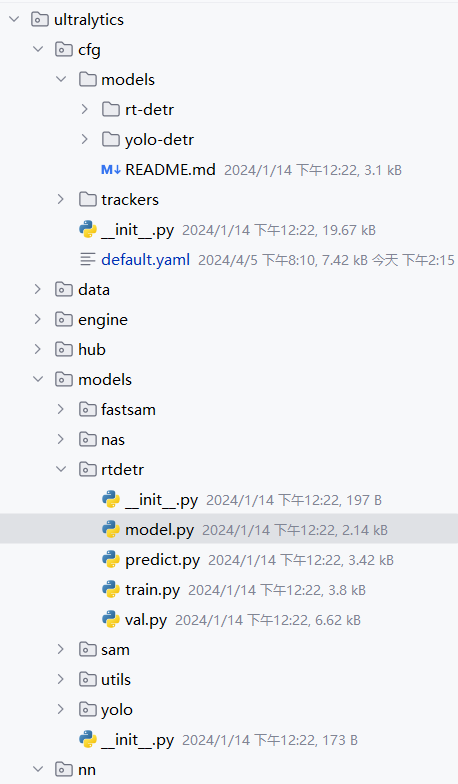 ultralytics
cfg
models
rt-detr
yolo-detr
M↓ README.md 2024/1/14 下午12:22, 3.1 kB
trackers
__init__.py 2024/1/14 下午12:22, 19.67 kB
default.yaml 2024/4/5 下午8:10, 7.42 kB 今天 下午2:15
data
engine
hub
models
fastsam
nas
rtdetr
__init__.py 2024/1/14 下午12:22, 197 B
model.py 2024/1/14 下午12:22, 2.14 kB
predict.py 2024/1/14 下午12:22, 3.42 kB
train.py 2024/1/14 下午12:22, 3.8 kB
val.py 2024/1/14 下午12:22, 6.62 kB
sam
utils
yolo
__init__.py 2024/1/14 下午12:22, 173 B
nn